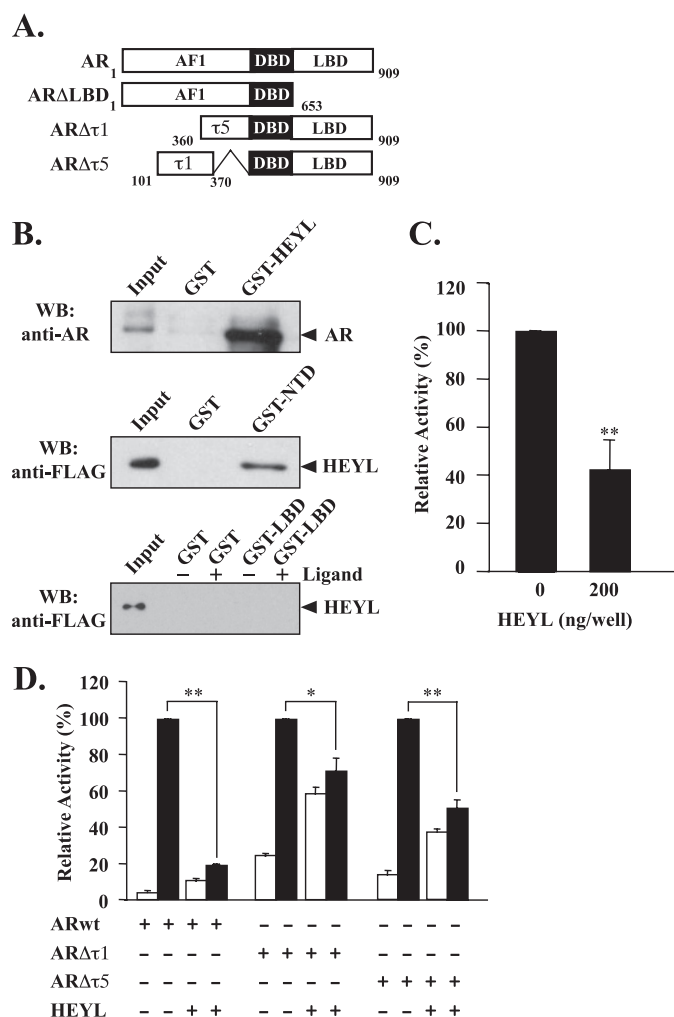 A.
AR 1 AF1 DBD LBD 909
ARΔLBD 1 AF1 DBD 653
ARΔτ1 360 τ5 DBD LBD 909
ARΔτ5 101 τ1 370 DBD LBD 909
B.
Input GST GST-HEYL
WB:
anti-AR
AR
Input GST GST-NTD
WB:
anti-FLAG
HEYL
Input GST GST GST-LBD GST-LBD
− + − + Ligand
WB:
anti-FLAG
HEYL
C.
Relative Activity (%)
120
100
80
60
40
20
0
**
0 200
HEYL (ng/well)
D.
Relative Activity (%)
120
100
80
60
40
20
0
** * **
ARwt + + + + − − − − − − − −
ARΔτ1 − − − − + + + + − − − −
ARΔτ5 − − − − − − − − + + + +
HEYL − − + + − − + + − − + +